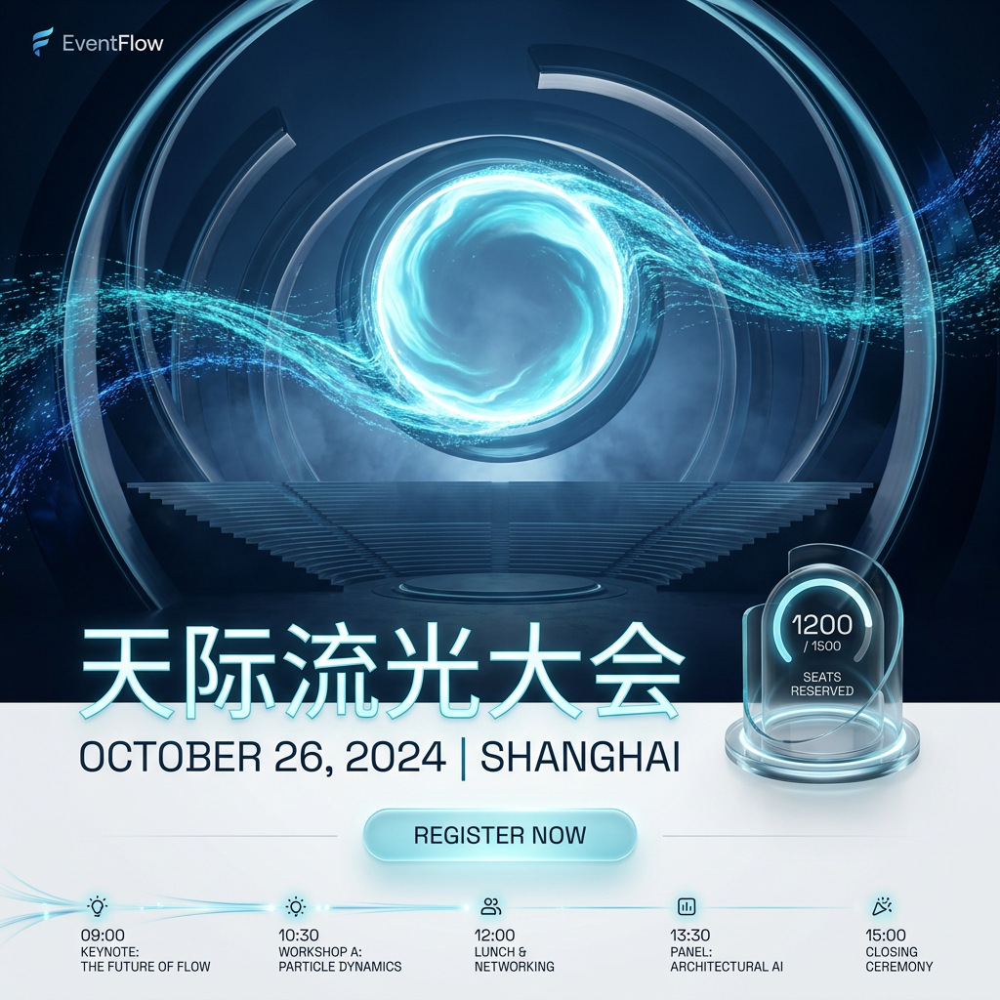 EventFlow
1200
/ 1500
SEATS
RESERVED
天际流光大会
OCTOBER 26, 2024 | SHANGHAI
REGISTER NOW
09:00
KEYNOTE:
THE FUTURE OF FLOW
10:30
WORKSHOP A:
PARTICLE DYNAMICS
12:00
LUNCH &
NETWORKING
13:30
PANEL:
ARCHITECTURAL AI
15:00
CLOSING
CEREMONY